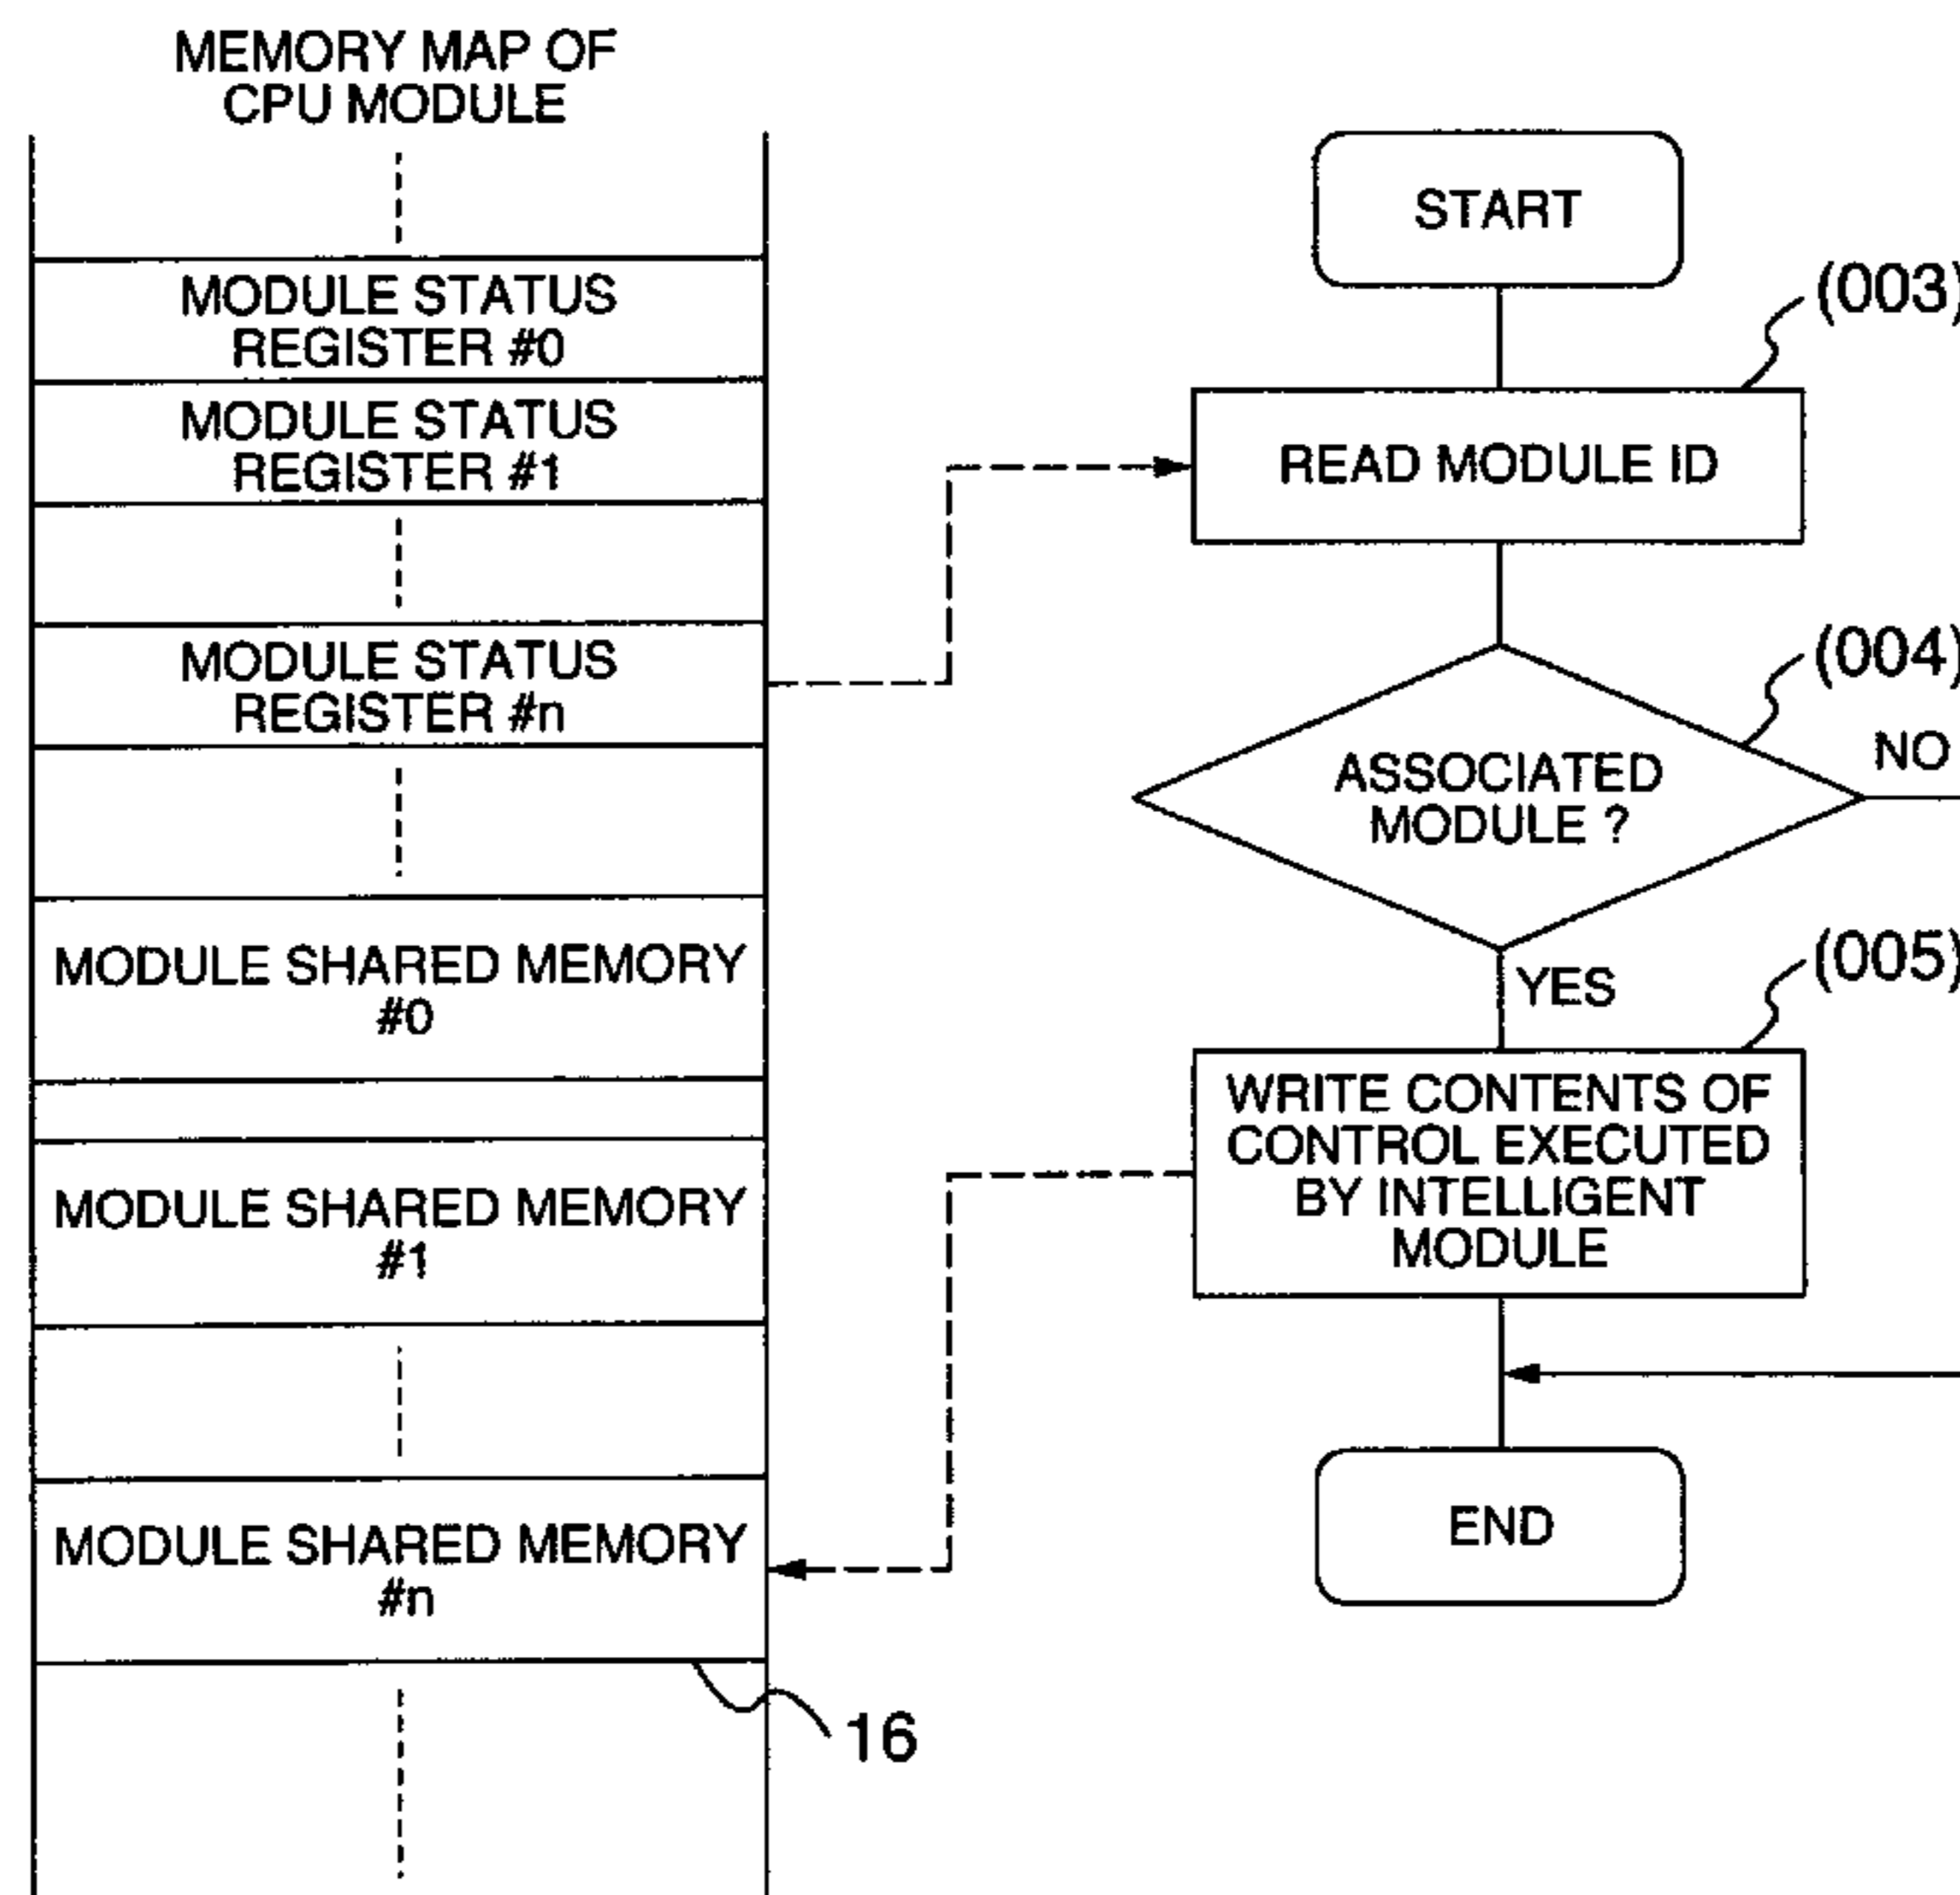 MEMORY MAP OF
CPU MODULE
MODULE STATUS
REGISTER #0
MODULE STATUS
REGISTER #1
MODULE STATUS
REGISTER #n
MODULE SHARED MEMORY
#0
MODULE SHARED MEMORY
#1
MODULE SHARED MEMORY
#n
16
START
(003)
READ MODULE ID
(004)
ASSOCIATED
MODULE ?
NO
YES
(005)
WRITE CONTENTS OF
CONTROL EXECUTED
BY INTELLIGENT
MODULE
END